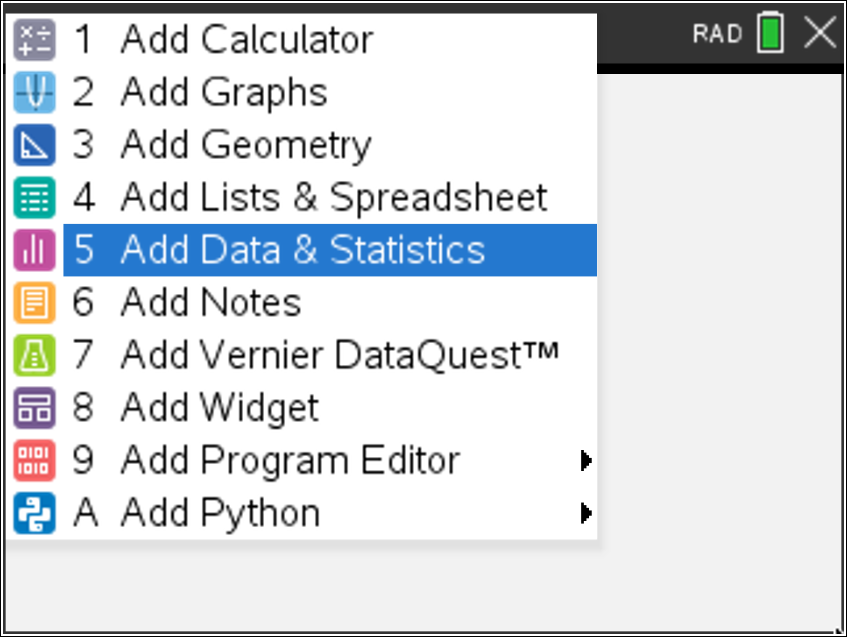 RAD
1 Add Calculator
2 Add Graphs
3 Add Geometry
4 Add Lists & Spreadsheet
5 Add Data & Statistics
6 Add Notes
7 Add Vernier DataQuest™
8 Add Widget
9 Add Program Editor
A Add Python